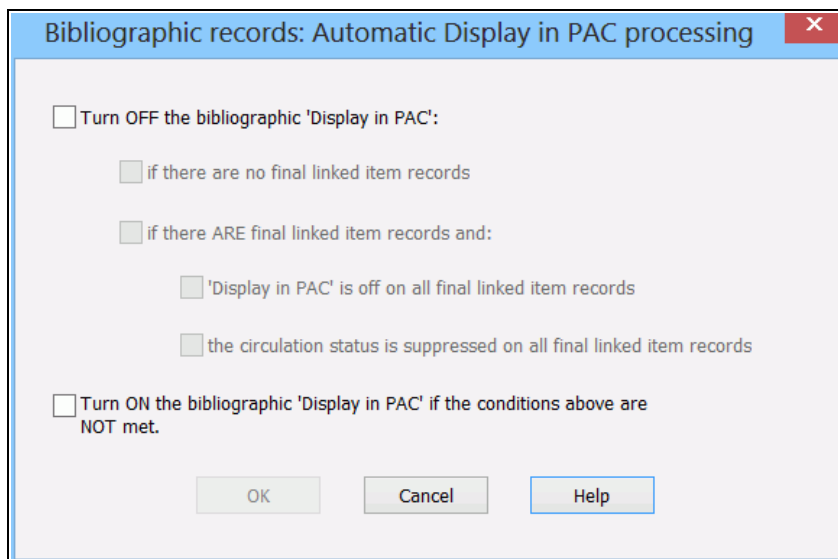 Bibliographic records: Automatic Display in PAC processing
Turn OFF the bibliographic 'Display in PAC':
if there are no final linked item records
if there ARE final linked item records and:
'Display in PAC' is off on all final linked item records
the circulation status is suppressed on all final linked item records
Turn ON the bibliographic 'Display in PAC' if the conditions above are
NOT met.
OK Cancel Help